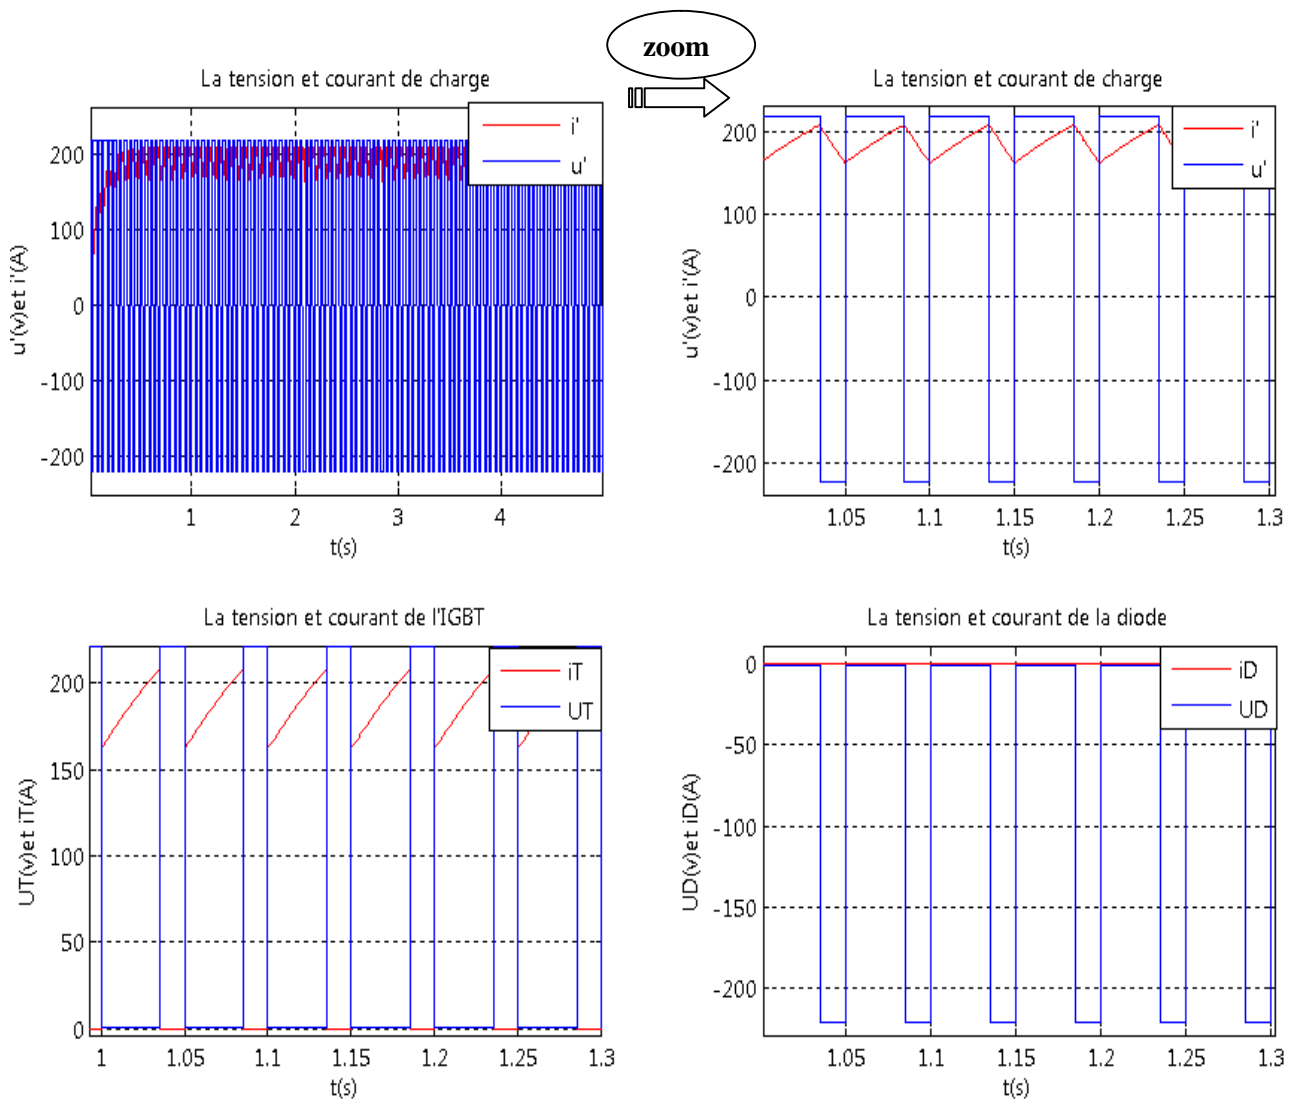 zoom
La tension et courant de charge
i'
u'
200
100
0
-100
-200
u'(v)et i'(A)
1
2
3
4
t(s)
La tension et courant de charge
i'
u'
200
100
0
-100
-200
u'(v)et i'(A)
1.05
1.1
1.15
1.2
1.25
1.3
t(s)
La tension et courant de l'IGBT
iT
UT
200
150
100
50
0
UT(v)et iT(A)
1
1.05
1.1
1.15
1.2
1.25
1.3
t(s)
La tension et courant de la diode
iD
UD
0
-50
-100
-150
-200
UD(v)et iD(A)
1.05
1.1
1.15
1.2
1.25
1.3
t(s)